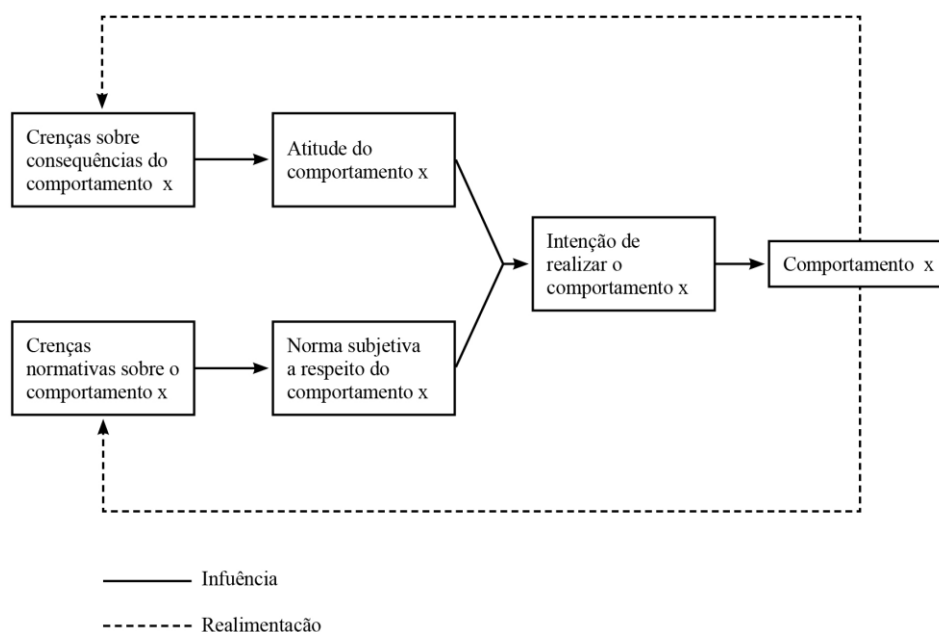 Crenças sobre
consequências do
comportamento x
Atitude do
comportamento x
Intenção de
realizar o
comportamento x
Comportamento x
Crenças
normativas sobre o
comportamento x
Norma subjetiva
a respeito do
comportamento x
Infuência
Realimentação